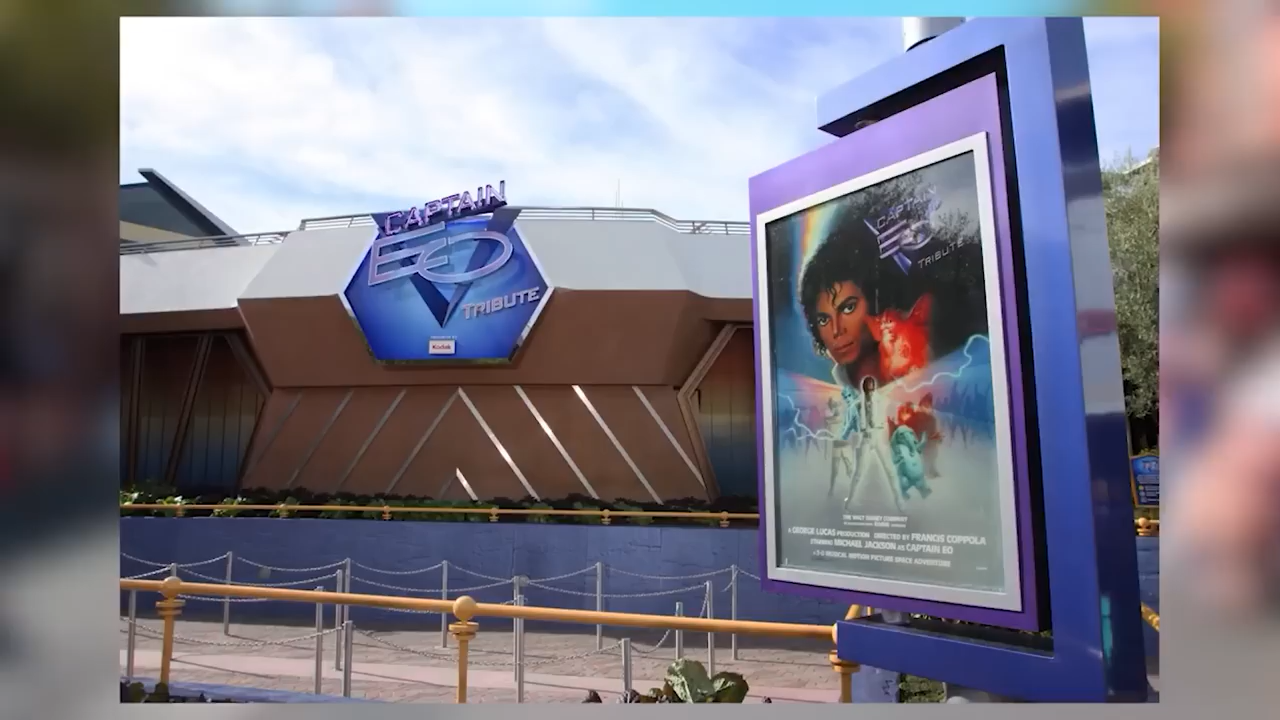 CAPTAIN
EO
TRIBUTE
Kodak
CAPTAIN
EO
TRIBUTE
THE WALT DISNEY COMPANY
A GEORGE LUCAS PRODUCTION DIRECTED BY FRANCIS COPPOLA
STARRING MICHAEL JACKSON AS CAPTAIN EO
A 3-D MUSICAL MOTION PICTURE SPACE ADVENTURE